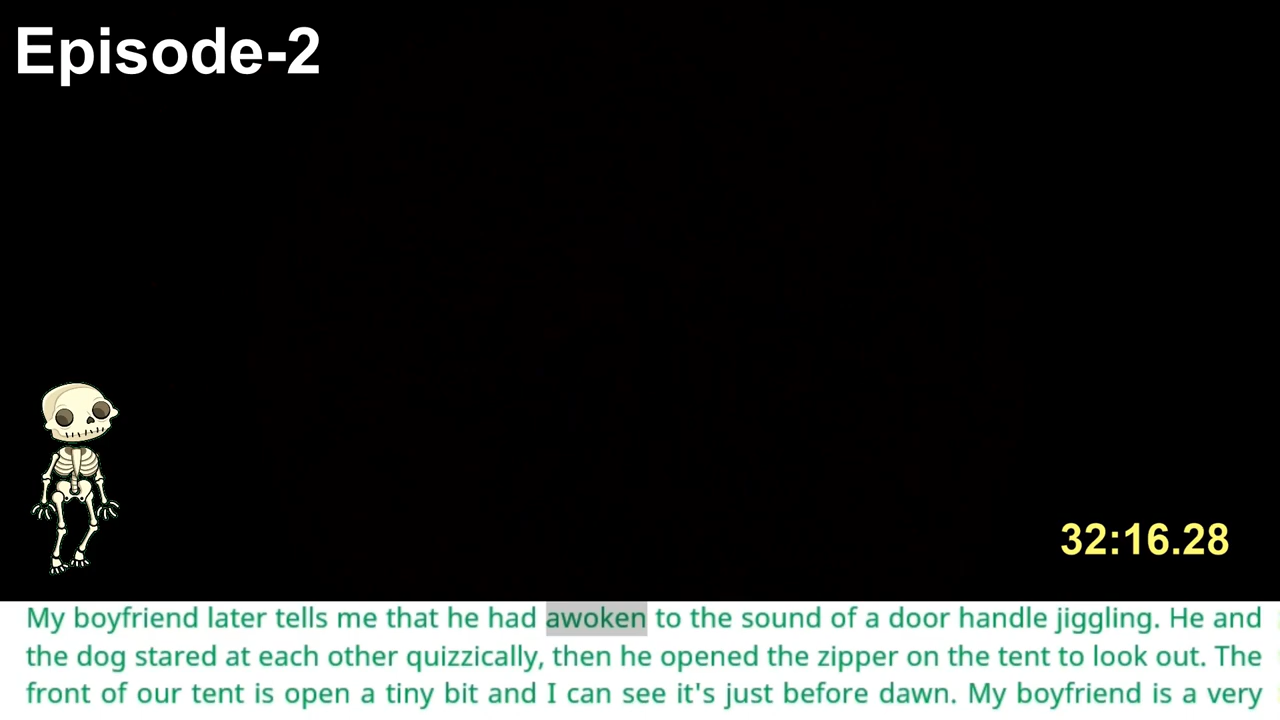 Episode-2
32:16.28
My boyfriend later tells me that he had awoken to the sound of a door handle jiggling. He and
the dog stared at each other quizzically, then he opened the zipper on the tent to look out. The
front of our tent is open a tiny bit and I can see it's just before dawn. My boyfriend is a very